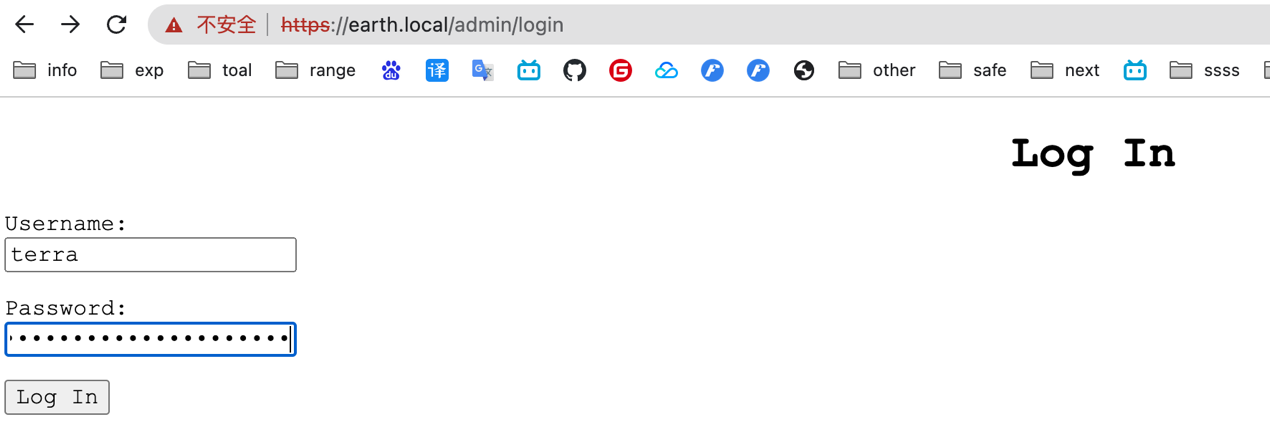 不安全 https://earth.local/admin/login
info exp toal range du 译 G other safe next ssss
Log In
Username:
terra
Password:
Log In